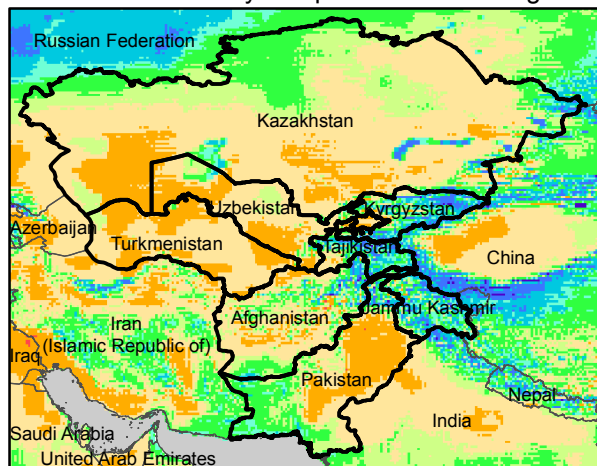 Russian Federation
Kazakhstan
Uzbekistan
Kyrgyzstan
Azerbaijan
Turkmenistan
Tajikistan
China
Jammu Kashmir
Afghanistan
Iran
(Islamic Republic of)
Iraq
Pakistan
Nepal
India
Saudi Arabia
United Arab Emirates